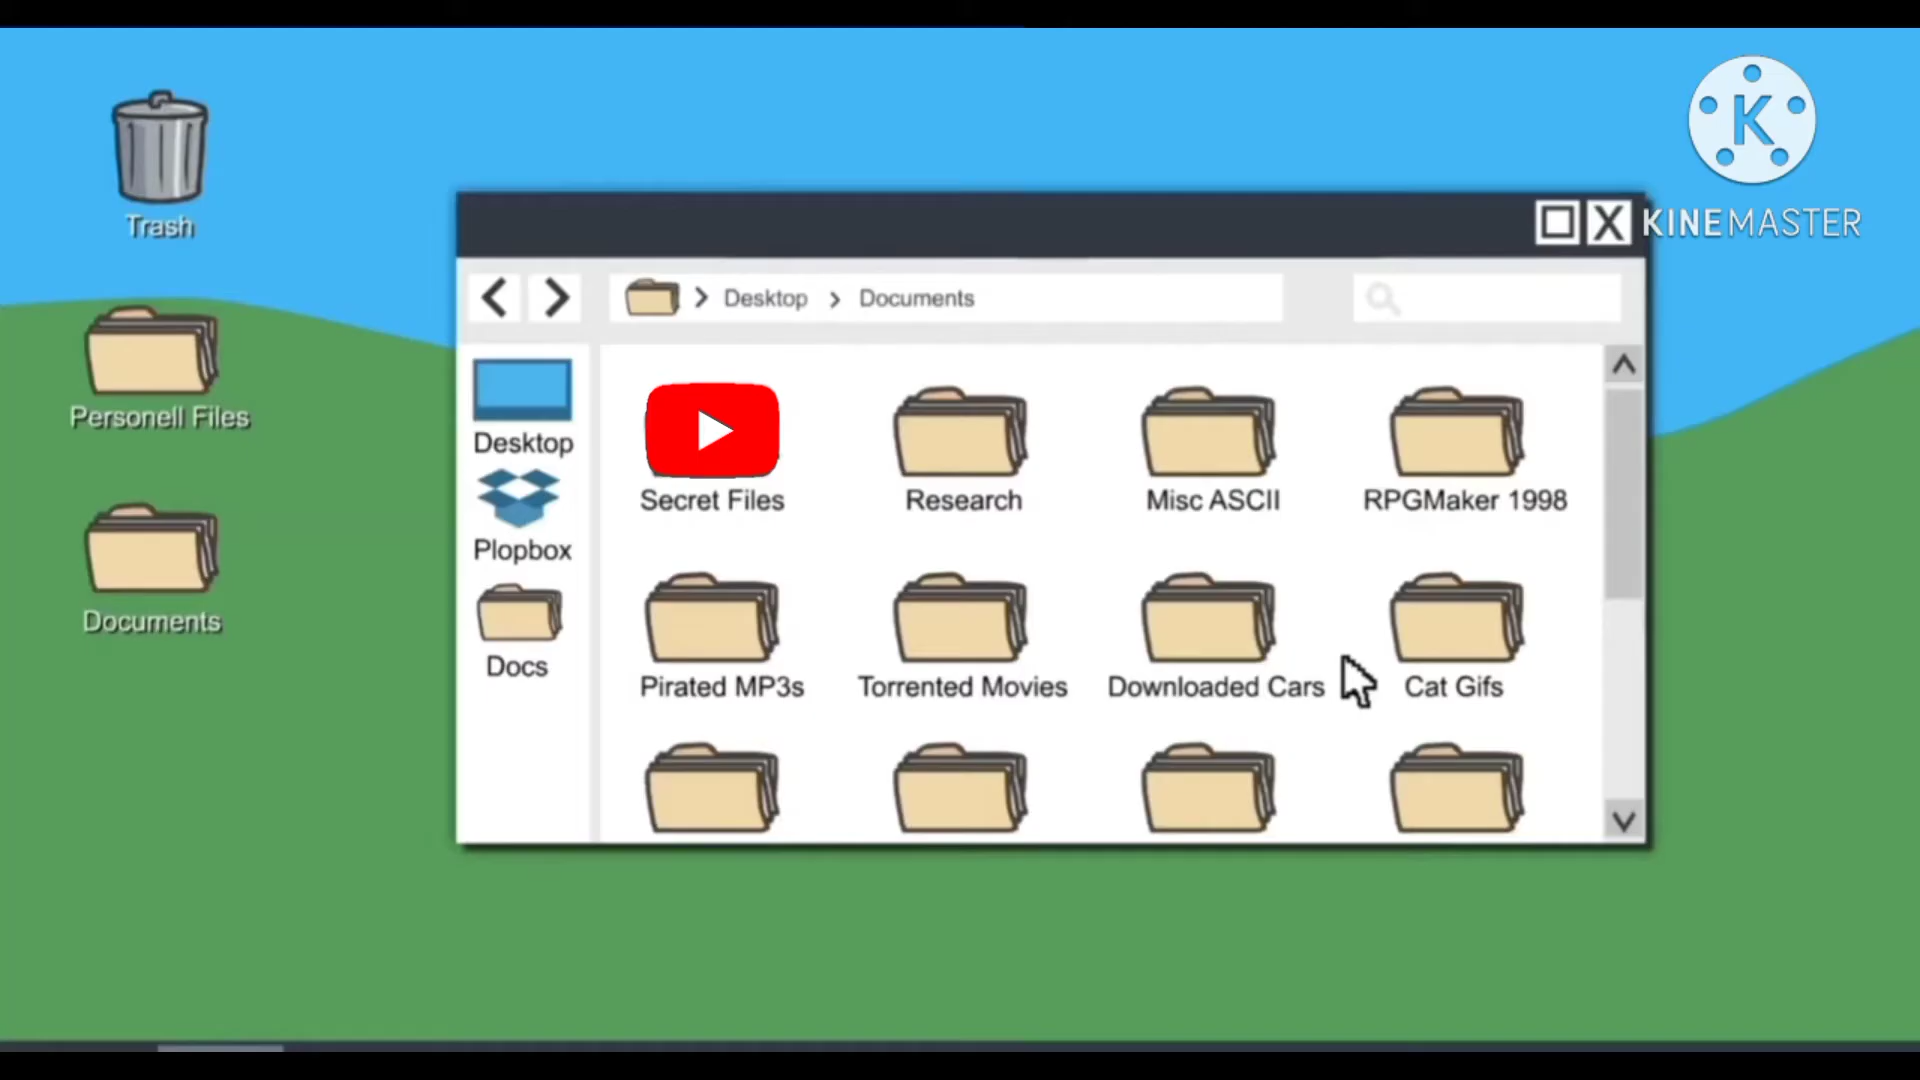 K
KINEMASTER
Trash
Personell Files
Documents
Desktop > Documents
Desktop
Plopbox
Docs
Secret Files
Research
Misc ASCII
RPGMaker 1998
Pirated MP3s
Torrented Movies
Downloaded Cars
Cat Gifs